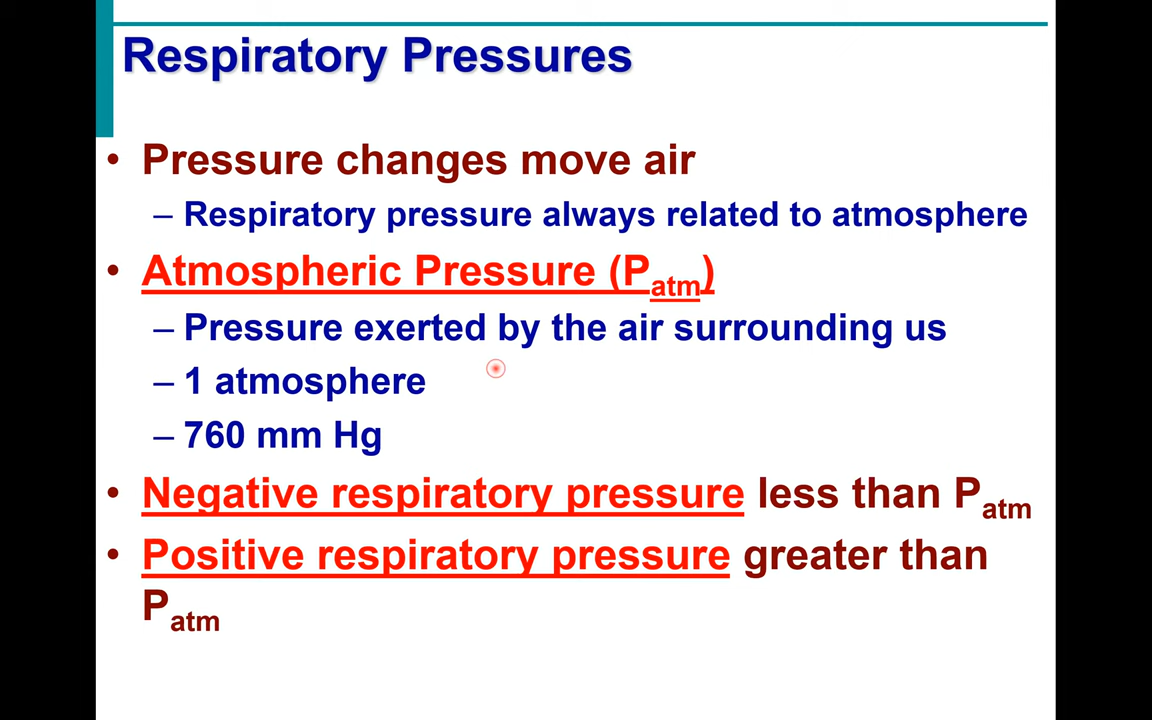 Respiratory Pressures
• Pressure changes move air
– Respiratory pressure always related to atmosphere
• Atmospheric Pressure (Patm)
– Pressure exerted by the air surrounding us
– 1 atmosphere
– 760 mm Hg
• Negative respiratory pressure less than Patm
• Positive respiratory pressure greater than
Patm